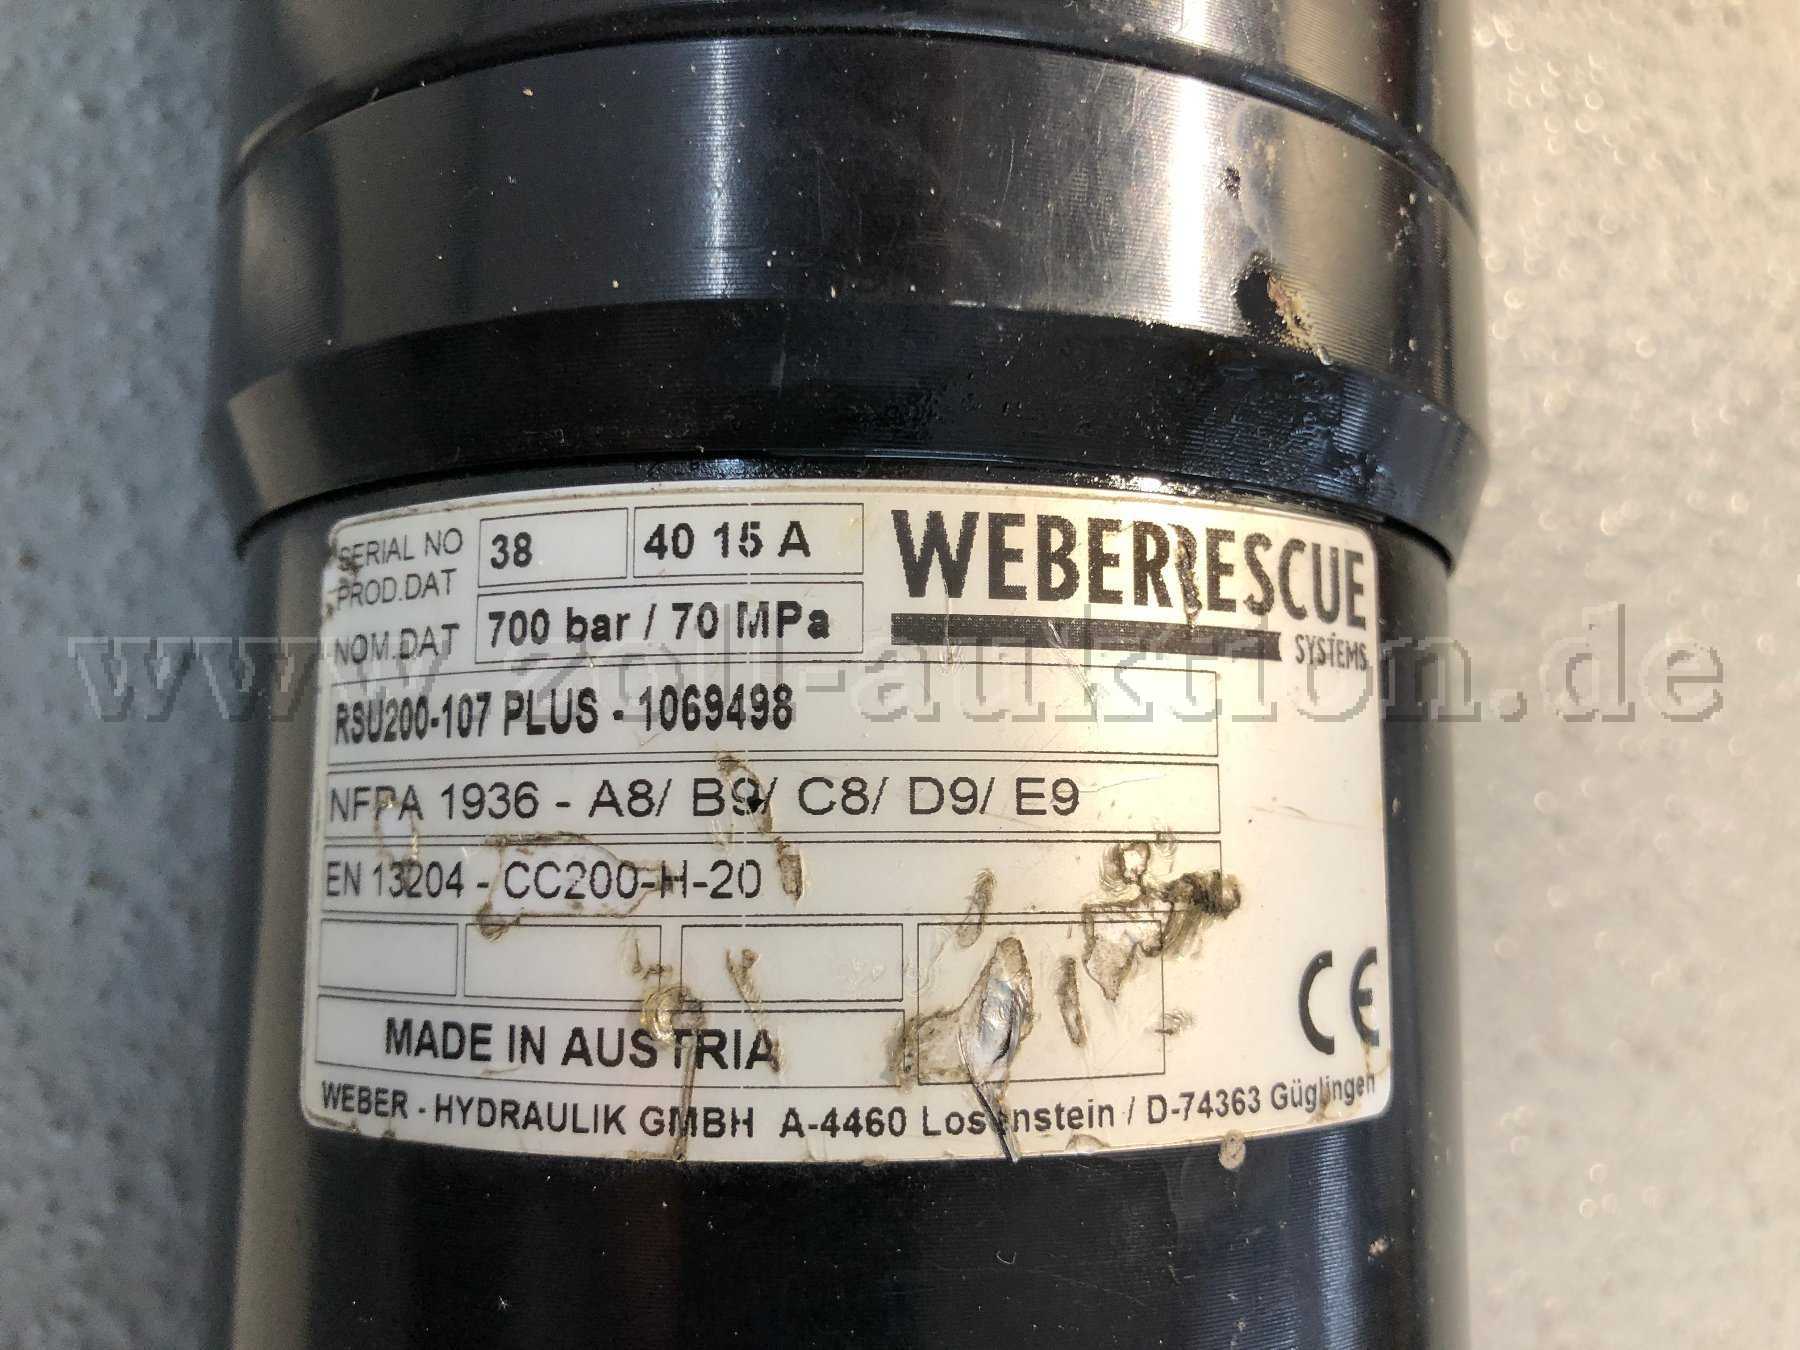 SERIAL NO 38 40 15 A
PROD.DAT
NOM.DAT 700 bar / 70 MPa
WEBER RESCUE
SYSTEMS
www.zoll-auktion.de
RSU200-107 PLUS - 1069498
NFPA 1936 - A8/ B9/ C8/ D9/ E9
EN 13204 - CC200-H-20
MADE IN AUSTRIA
CE
WEBER - HYDRAULIK GMBH A-4460 Losenstein / D-74363 Güglingen